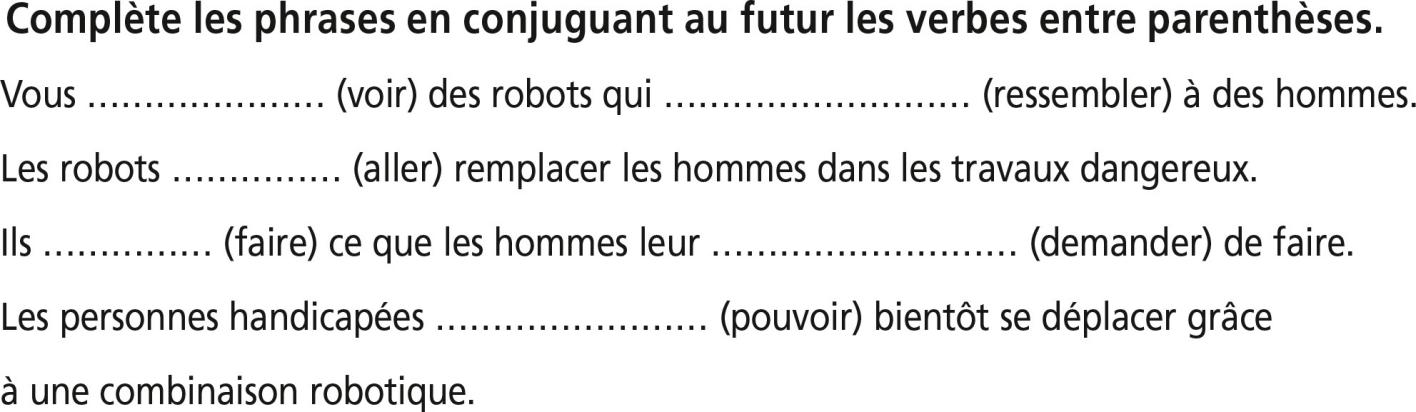 Complète les phrases en conjuguant au futur les verbes entre parenthèses.
Vous ..................... (voir) des robots qui ........................... (ressembler) à des hommes.
Les robots ............... (aller) remplacer les hommes dans les travaux dangereux.
Ils ............... (faire) ce que les hommes leur ........................... (demander) de faire.
Les personnes handicapées ........................ (pouvoir) bientôt se déplacer grâce
à une combinaison robotique.